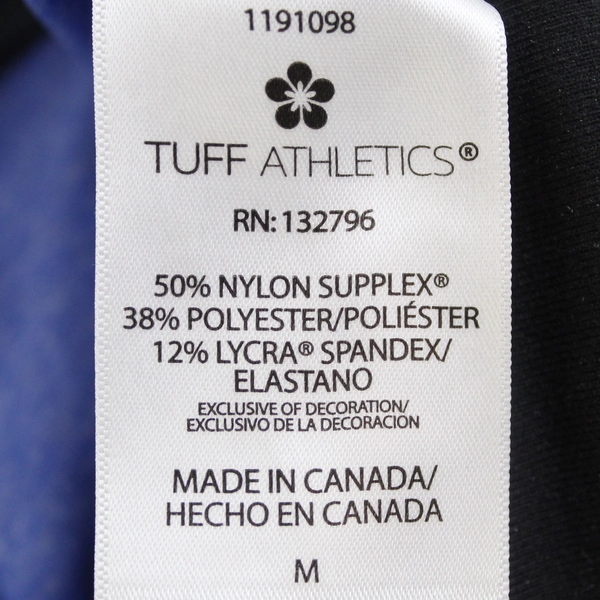 1191098
TUFF ATHLETICS®
RN: 132796
50% NYLON SUPPLEX®
38% POLYESTER/POLIÉSTER
12% LYCRA® SPANDEX/
ELASTANO
EXCLUSIVE OF DECORATION/
EXCLUSIVO DE LA DECORACION
MADE IN CANADA/
HECHO EN CANADA
M